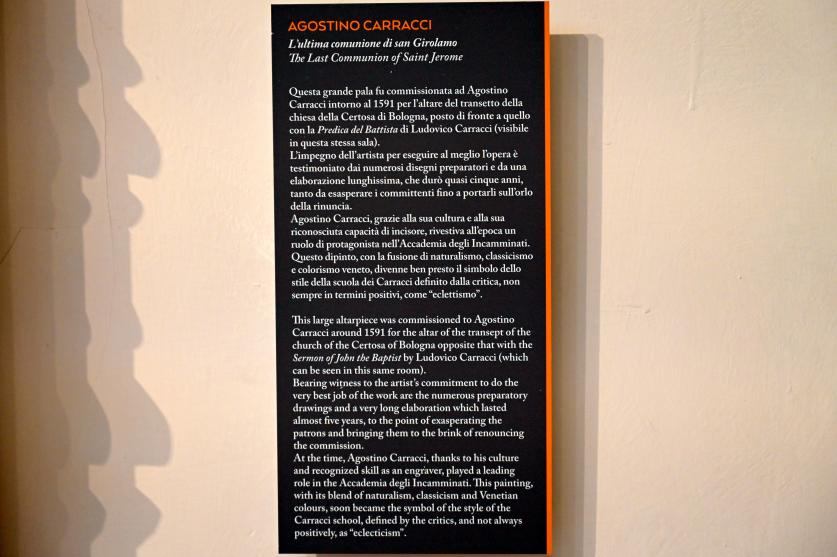 AGOSTINO CARRACCI
L'ultima comunione di san Girolamo
The Last Communion of Saint Jerome
Questa grande pala fu commissionata ad Agostino
Carracci intorno al 1591 per l'altare del transetto della
chiesa della Certosa di Bologna, posto di fronte a quello
con la Predica del Battista di Ludovico Carracci (visibile
in questa stessa sala).
L'impegno dell'artista per eseguire al meglio l'opera è
testimoniato dai numerosi disegni preparatori e da una
elaborazione lunghissima, che durò quasi cinque anni,
tanto da esasperare i committenti fino a portarli sull'orlo
della rinuncia.
Agostino Carracci, grazie alla sua cultura e alla sua
riconosciuta capacità di incisore, rivestiva all'epoca un
ruolo di protagonista nell'Accademia degli Incamminati.
Questo dipinto, con la fusione di naturalismo, classicismo
e colorismo veneto, divenne ben presto il simbolo dello
stile della scuola dei Carracci definito dalla critica, non
sempre in termini positivi, come "eclettismo".
This large altarpiece was commissioned to Agostino
Carracci around 1591 for the altar of the transept of the
church of the Certosa of Bologna opposite that with the
Sermon of John the Baptist by Ludovico Carracci (which
can be seen in this same room).
Bearing witness to the artist's commitment to do the
very best job of the work are the numerous preparatory
drawings and a very long elaboration which lasted
almost five years, to the point of exasperating the
patrons and bringing them to the brink of renouncing
the commission.
At the time, Agostino Carracci, thanks to his culture
and recognized skill as an engraver, played a leading
role in the Accademia degli Incamminati. This painting,
with its blend of naturalism, classicism and Venetian
colours, soon became the symbol of the style of the
Carracci school, defined by the critics, and not always
positively, as "eclecticism".